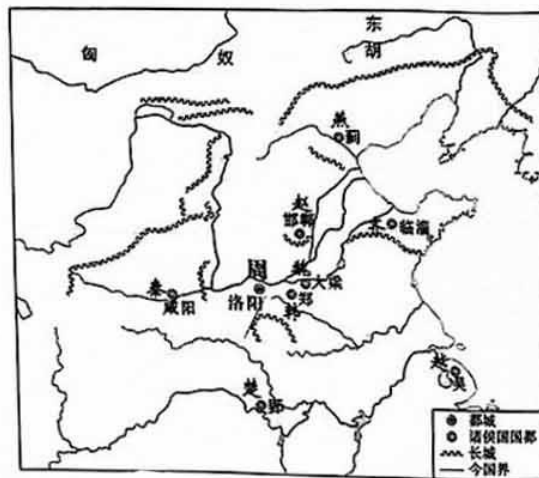 匈奴
东胡
燕
蓟
赵
邯郸
齐
临淄
周
洛阳
魏
大梁
郑
韩
秦
咸阳
越
吴
楚
郢
都城
诸侯国国都
长城
今国界